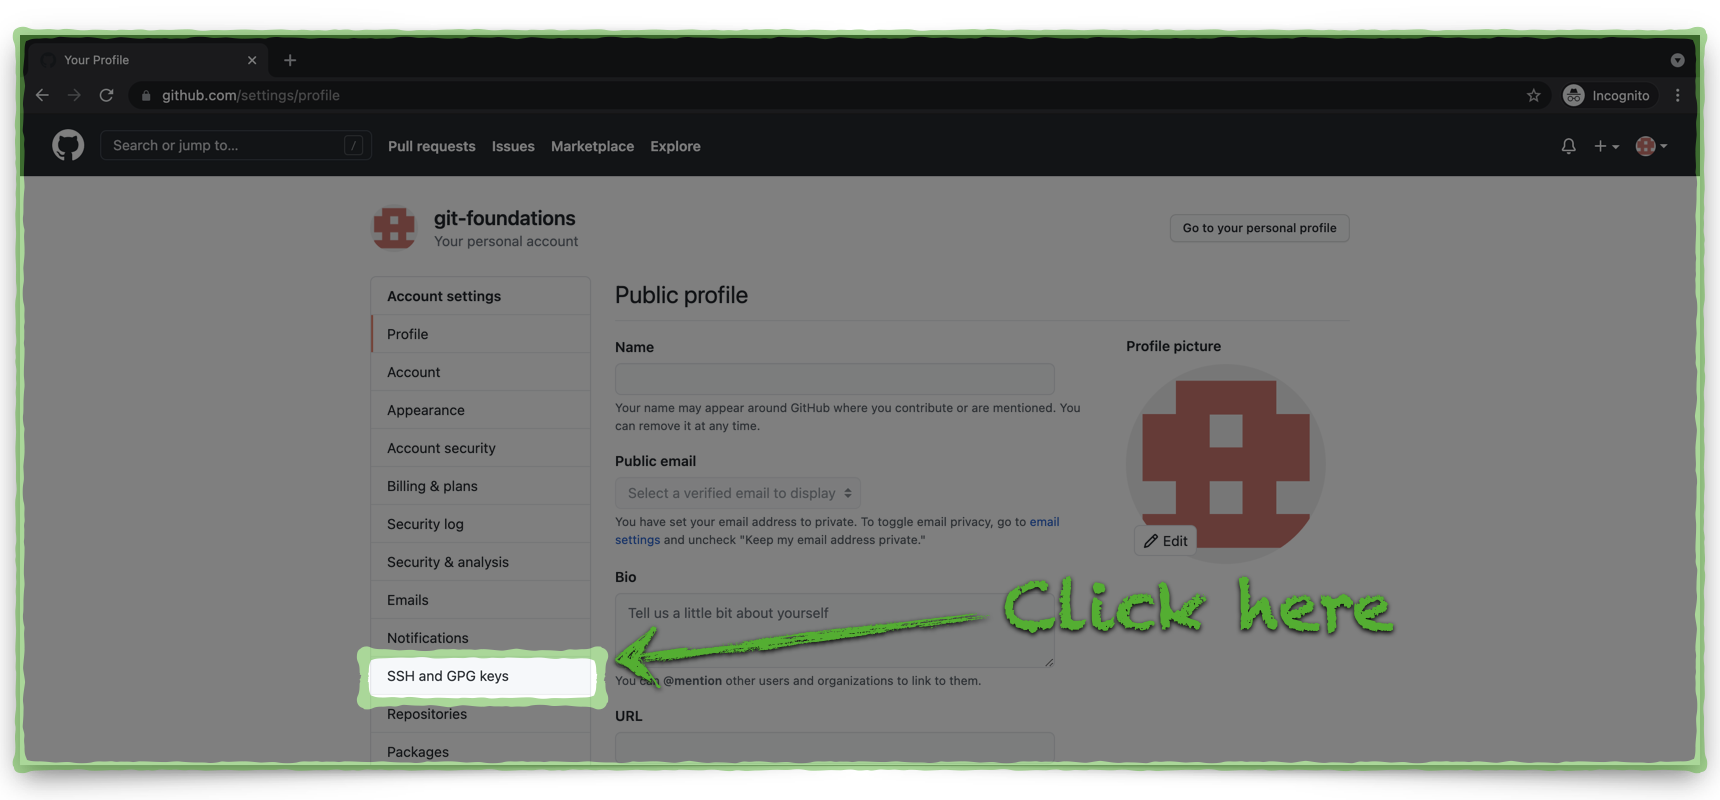 Your Profile
github.com/settings/profile
Incognito
Search or jump to...
/
Pull requests
Issues
Marketplace
Explore
git-foundations
Your personal account
Go to your personal profile
Account settings
Profile
Account
Appearance
Account security
Billing & plans
Security log
Security & analysis
Emails
Notifications
SSH and GPG keys
Repositories
Packages
Public profile
Name
Your name may appear around GitHub where you contribute or are mentioned. You
can remove it at any time.
Public email
Select a verified email to display
You have set your email address to private. To toggle email privacy, go to email
settings and uncheck "Keep my email address private."
Bio
Tell us a little bit about yourself
You can @mention other users and organizations to link to them.
URL
Profile picture
Edit
Click here